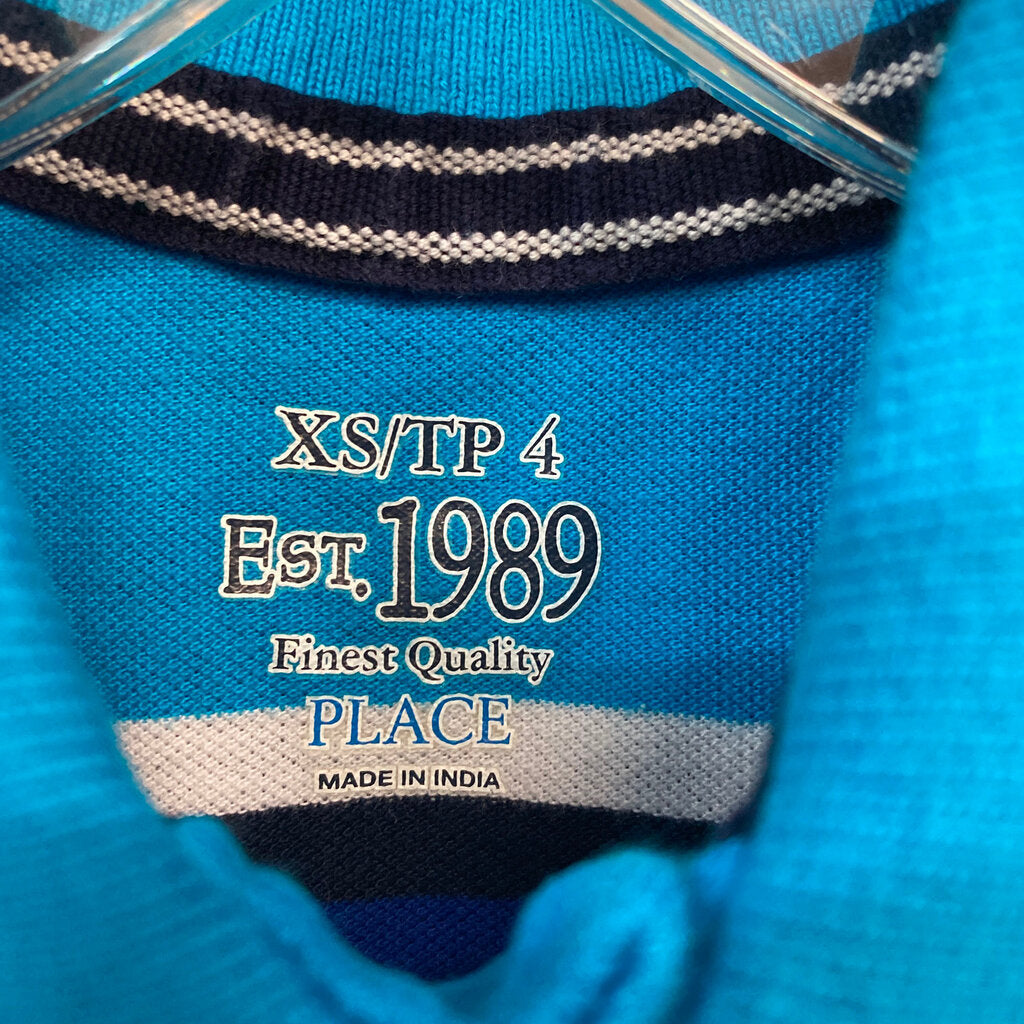 XS/TP 4
EST. 1989
Finest Quality
PLACE
MADE IN INDIA